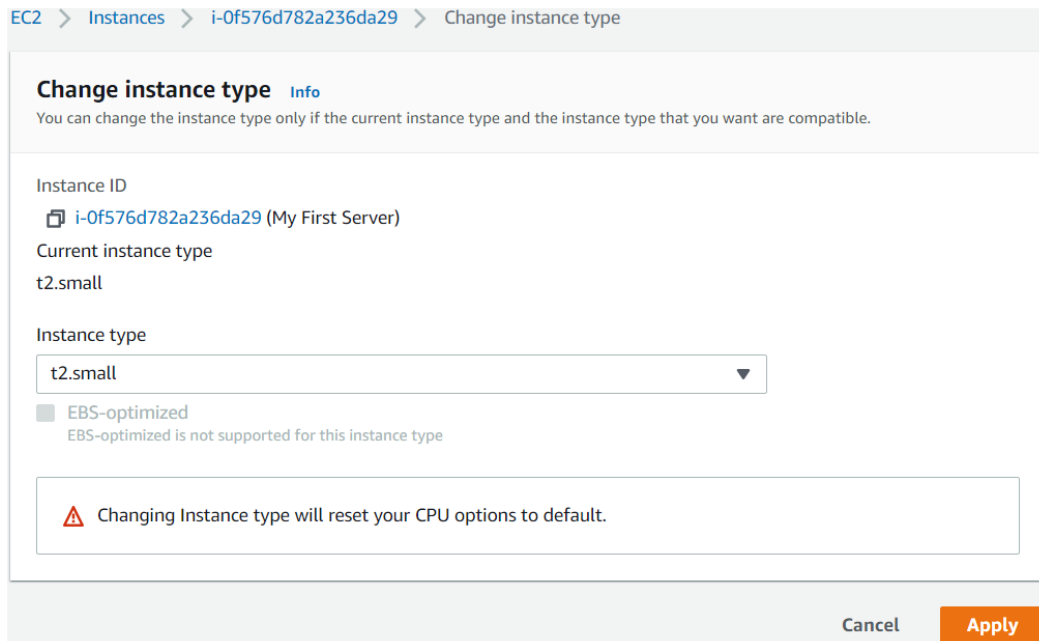 EC2 > Instances > i-0f576d782a236da29 > Change instance type
Change instance type Info
You can change the instance type only if the current instance type and the instance type that you want are compatible.
Instance ID
i-0f576d782a236da29 (My First Server)
Current instance type
t2.small
Instance type
t2.small
EBS-optimized
EBS-optimized is not supported for this instance type
Changing Instance type will reset your CPU options to default.
Cancel Apply